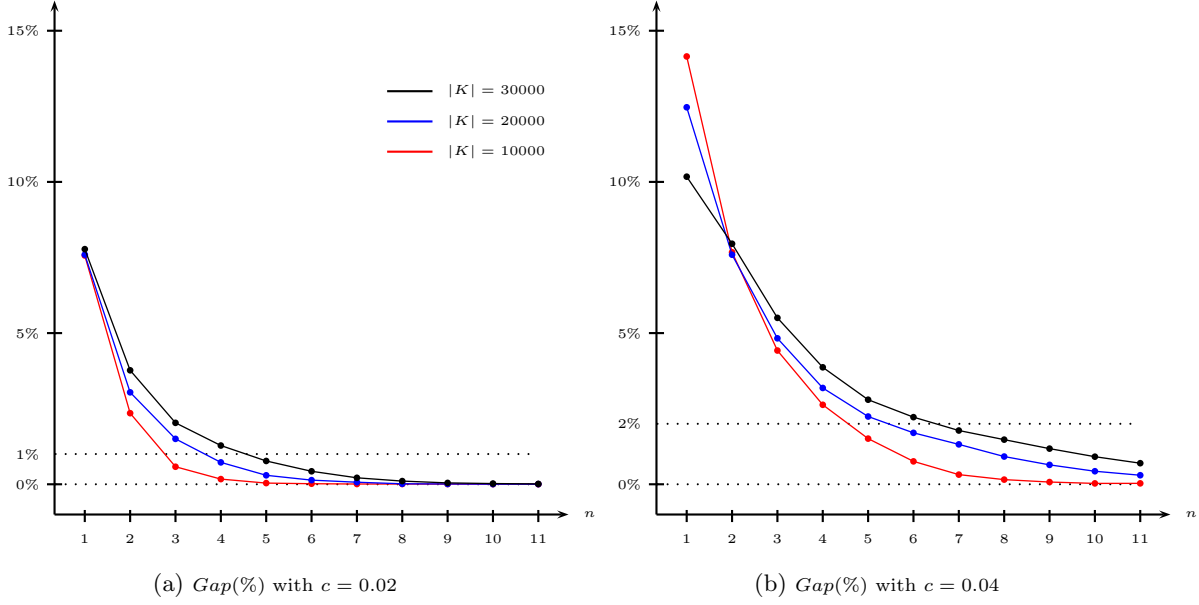 15%
10%
5%
1%
0%
|K| = 30000
|K| = 20000
|K| = 10000
1 2 3 4 5 6 7 8 9 10 11
n
(a) Gap(%) with c = 0.02
15%
10%
5%
2%
0%
1 2 3 4 5 6 7 8 9 10 11
n
(b) Gap(%) with c = 0.04